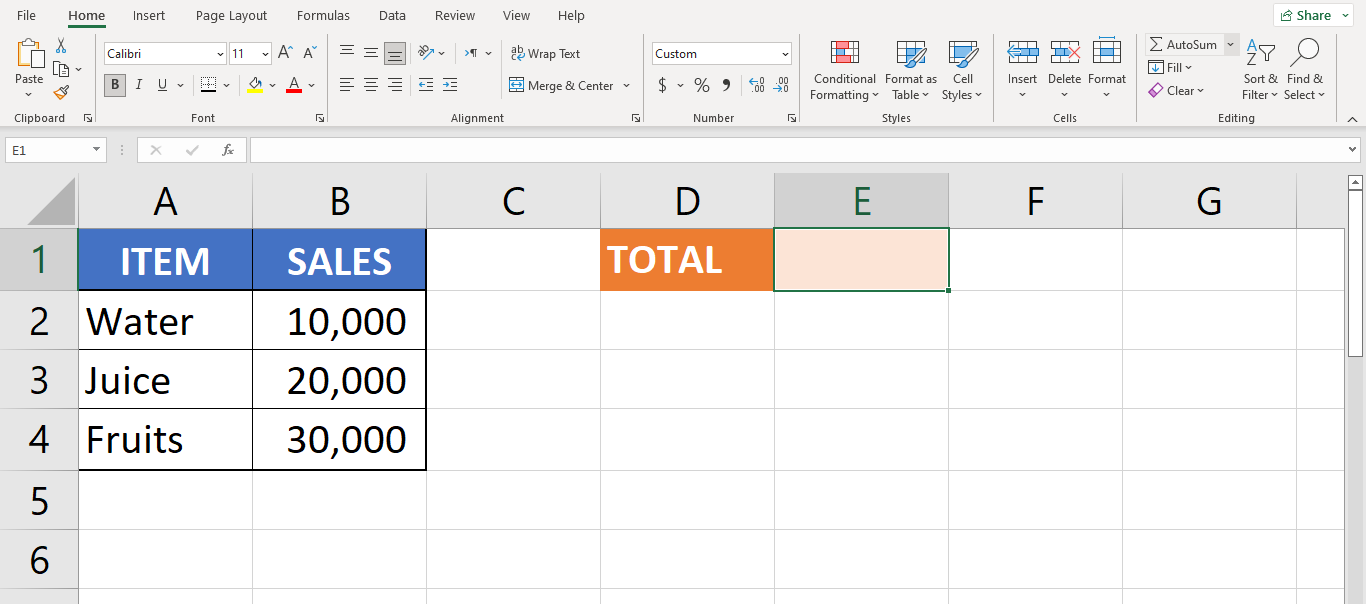 File Home Insert Page Layout Formulas Data Review View Help Share
Paste
Calibri 11 A A
B I U A
ab Wrap Text
Merge & Center
Custom
$ % 9 .00 .00
Conditional Formatting
Format as Table
Cell Styles
Insert Delete Format
AutoSum
Fill
Clear
Sort & Filter
Find & Select
Clipboard Font Alignment Number Styles Cells Editing
E1 fx
A B C D E F G
1 ITEM SALES TOTAL
2 Water 10,000
3 Juice 20,000
4 Fruits 30,000
5
6